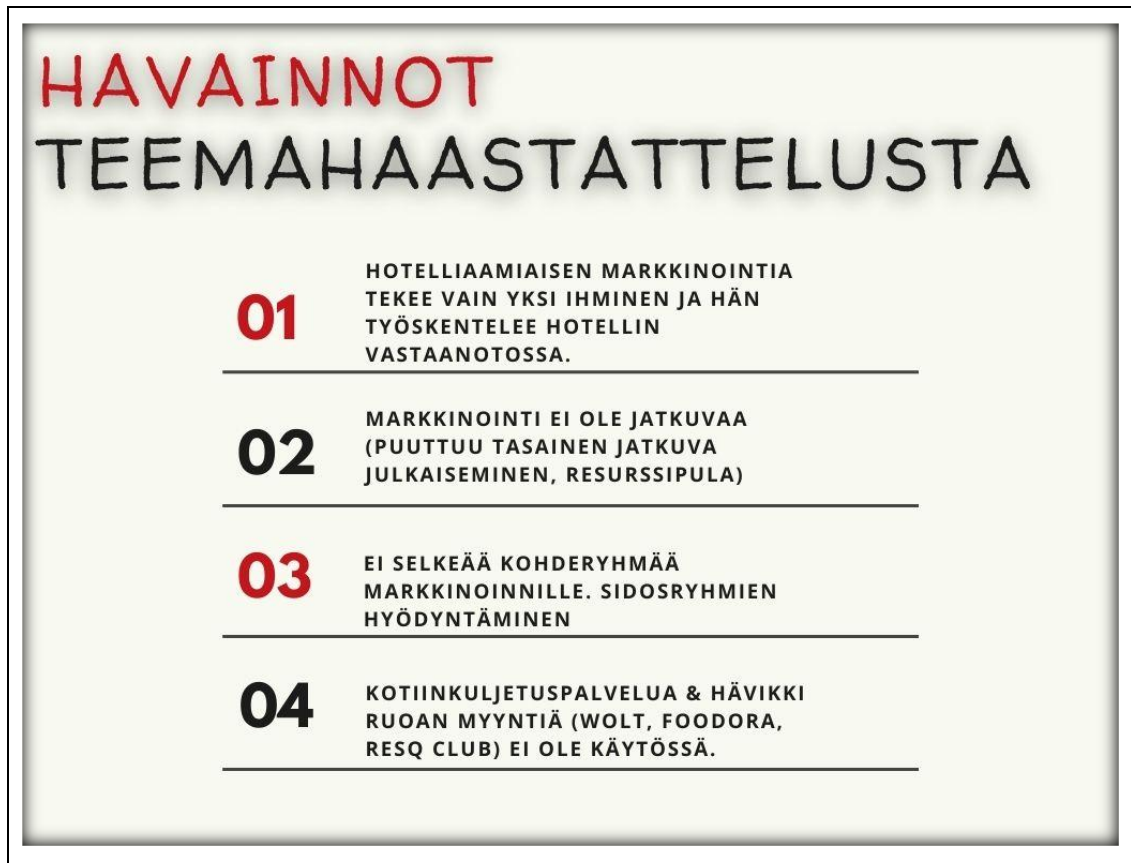 HAVAINNOT
TEEMAHAASTATTELUSTA
01
HOTELLIAAMIAISEN MARKKINOINTIA
TEKEE VAIN YKSI IHMINEN JA HÄN
TYÖSKENTELEE HOTELLIN
VASTAANOTOSSA.
02
MARKKINOINTI EI OLE JATKUVAA
(PUUTTUU TASAINEN JATKUVA
JULKAISEMINEN, RESURSSIPULA)
03
EI SELKEÄÄ KOHDERYHMÄÄ
MARKKINOINNILLE. SIDOSRYHMIEN
HYÖDYNTÄMINEN
04
KOTIINKULJETUSPALVELUA & HÄVIKKI
RUOAN MYYNTIÄ (WOLT, FOODORA,
RESQ CLUB) EI OLE KÄYTÖSSÄ.